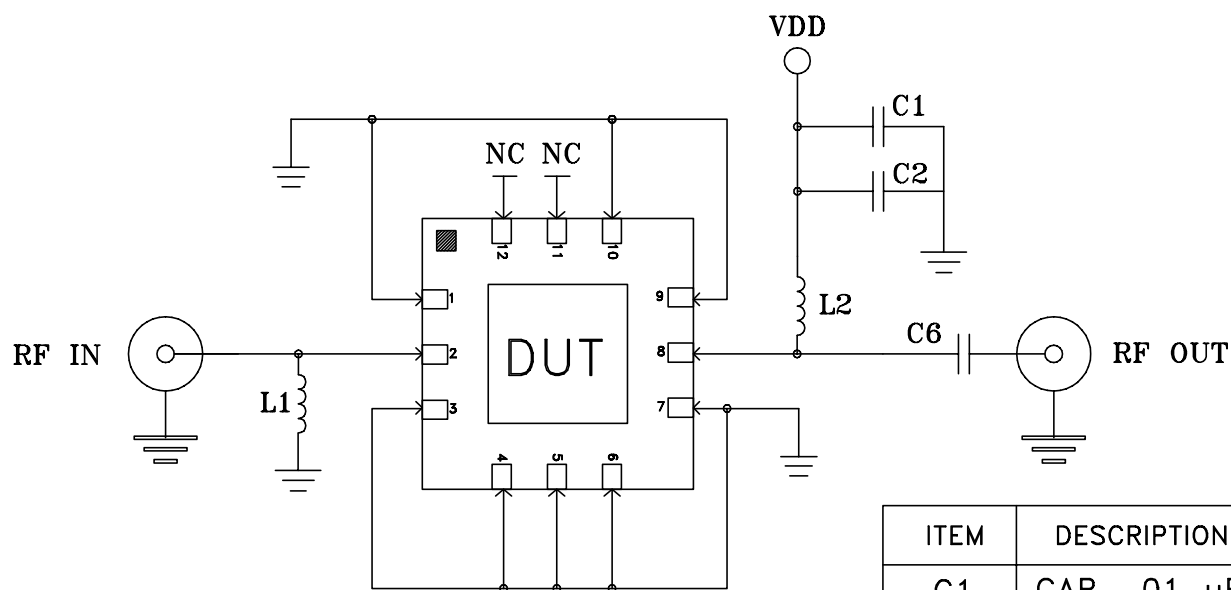 VDD
C1
NC NC
C2
12 11 10
1 9
L2
C6
RF IN
2 DUT 8
RF OUT
L1
3 7
4 5 6
ITEM DESCRIPTION